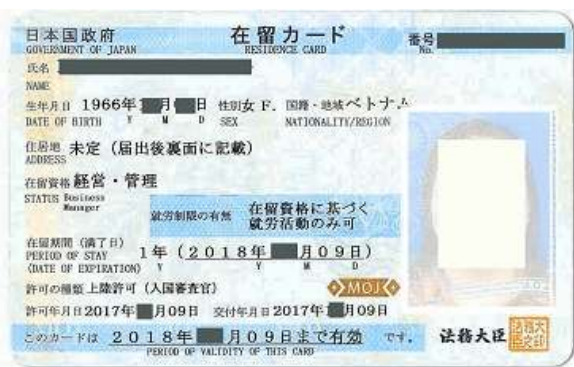 日本国政府 在留カード 番号
GOVERNMENT OF JAPAN RESIDENCE CARD No.
氏名
NAME
生年月日 1966年 月 日 性別 女 F. 国籍・地域 ベトナム
DATE OF BIRTH Y M D SEX NATIONALITY/REGION
住居地 未定（届出後裏面に記載）
ADDRESS
在留資格 経営・管理
STATUS Business Manager
就労制限の有無 在留資格に基づく
就労活動のみ可
在留期間（満了日） 1年（2018年 月09日）
PERIOD OF STAY
(DATE OF EXPIRATION) Y Y M D
許可の種類 上陸許可（入国審査官） MOJ
許可年月日 2017年 月09日 交付年月日 2017年 月09日
このカードは 2018年 月09日まで有効 です。 法務大臣
PERIOD OF VALIDITY OF THIS CARD